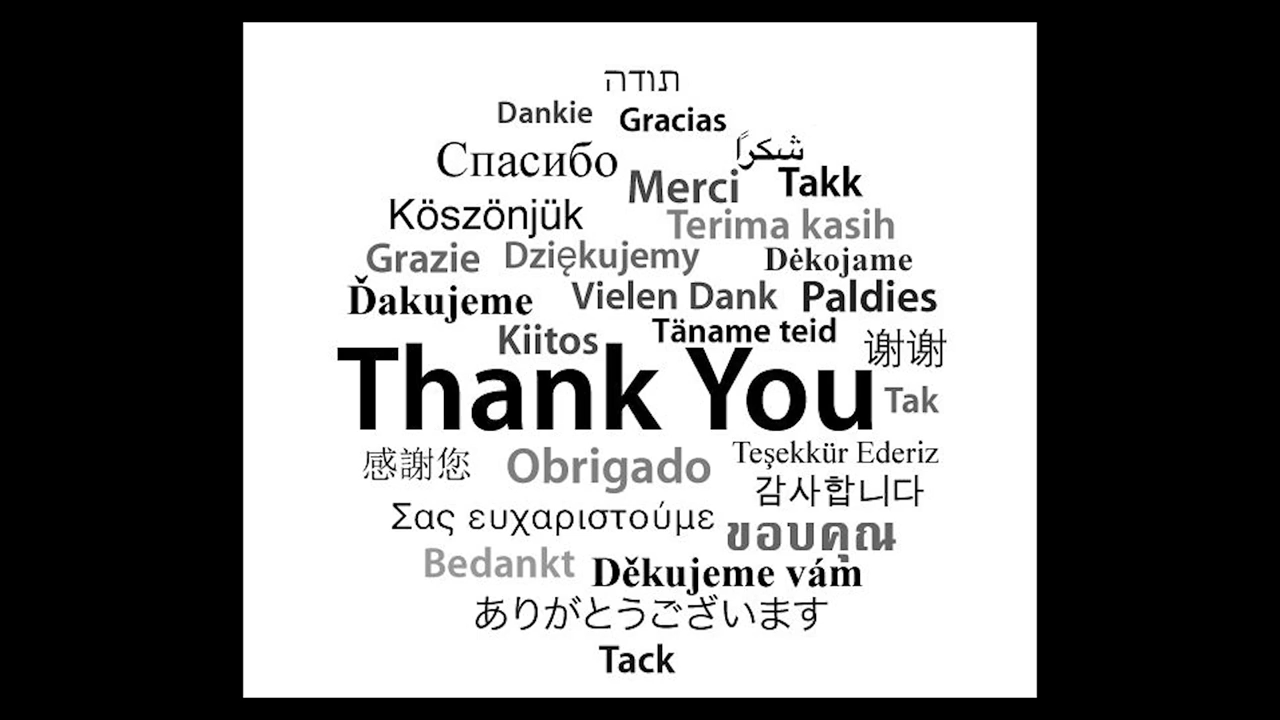 תודה
Dankie Gracias
Спасибо شكراً
Merci Takk
Köszönjük Terima kasih
Grazie Dziękujemy Dėkojame
Ďakujeme Vielen Dank Paldies
Kiitos Täname teid 谢谢
Thank You Tak
感謝您 Obrigado Teşekkür Ederiz
감사합니다
Σας ευχαριστούμε ขอบคุณ
Bedankt Děkujeme vám
ありがとうございます
Tack